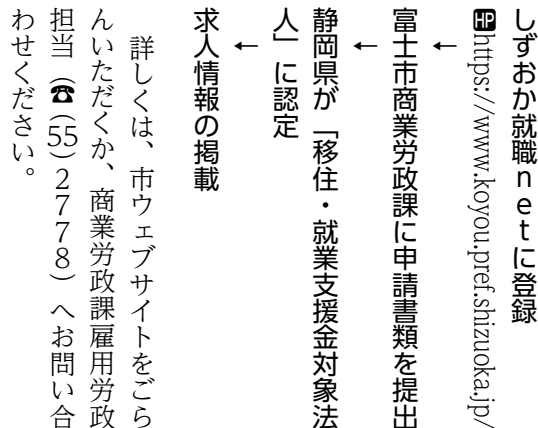 しずおか就職netに登録
HP https://www.koyou.pref.shizuoka.jp/
↓
富士市商業労政課に申請書類を提出
↓
静岡県が「移住・就業支援金対象法
人」に認定
↓
求人情報の掲載
詳しくは、市ウェブサイトをごら
んいただくか、商業労政課雇用労政
担当(☎(55)2778)へお問い合
わせください。